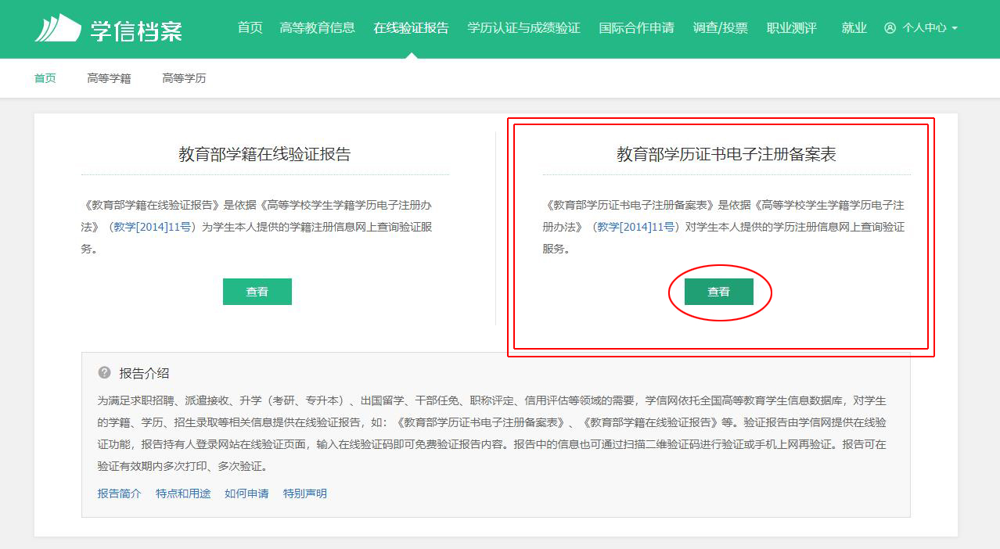 学信档案
首页 高等教育信息 在线验证报告 学历认证与成绩验证 国际合作申请 调查/投票 职业测评 就业 个人中心
首页 高等学籍 高等学历
教育部学籍在线验证报告
《教育部学籍在线验证报告》是依据《高等学校学生学籍学历电子注册办
法》（教学[2014]11号）为学生本人提供的学籍注册信息网上查询验证服
务。
查看
教育部学历证书电子注册备案表
《教育部学历证书电子注册备案表》是依据《高等学校学生学籍学历电子注
册办法》（教学[2014]11号）对学生本人提供的学历注册信息网上查询验证
服务。
查看
? 报告介绍
为满足求职招聘、派遣接收、升学（考研、专升本）、出国留学、干部任免、职称评定、信用评估等领域的需要，学信网依托全国高等教育学生信息数据库，对学生
的学籍、学历、招生录取等相关信息提供在线验证报告，如：《教育部学历证书电子注册备案表》、《教育部学籍在线验证报告》等。验证报告由学信网提供在线验
证功能，报告持有人登录网站在线验证页面，输入在线验证码即可免费验证报告内容。报告中的信息也可通过扫描二维验证码进行验证或手机上网再验证。报告可在
验证有效期内多次打印、多次验证。
报告简介 特点和用途 如何申请 特别声明